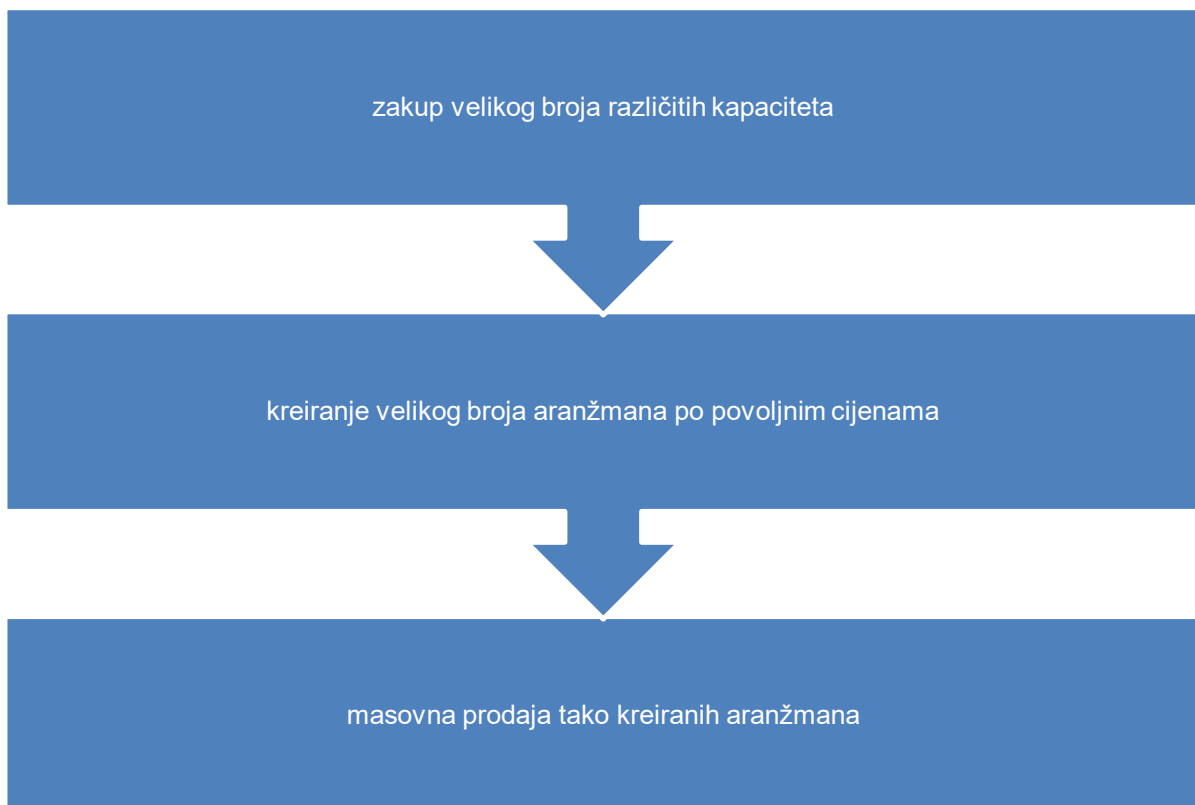 zakup velikog broja različitih kapaciteta
kreiranje velikog broja aranžmana po povoljnim cijenama
masovna prodaja tako kreiranih aranžmana